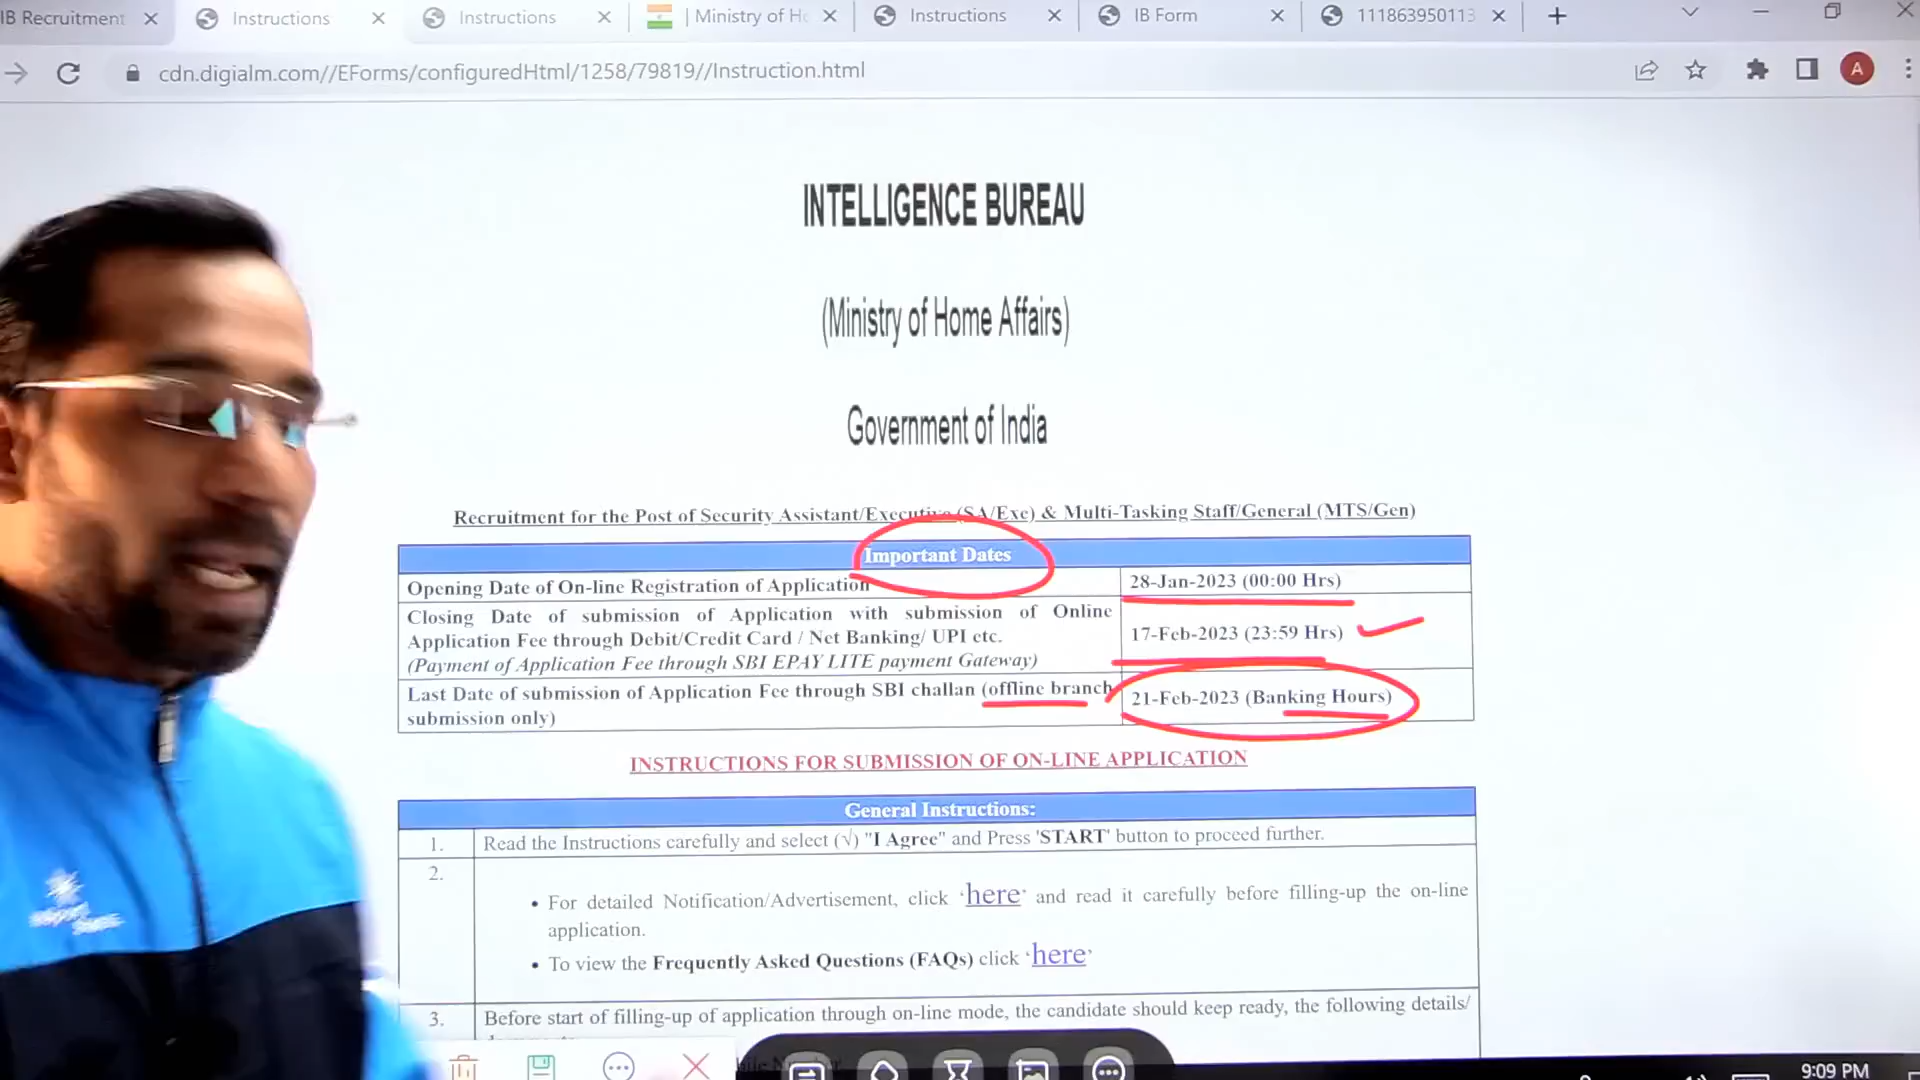 IB Recruitment
Instructions
Instructions
Ministry of Ho
Instructions
IB Form
111863950113
cdn.digialm.com//EForms/configuredHtml/1258/79819//Instruction.html
A
INTELLIGENCE BUREAU
(Ministry of Home Affairs)
Government of India
Recruitment for the Post of Security Assistant/Executive (SA/Exe) & Multi-Tasking Staff/General (MTS/Gen)
Important Dates
Opening Date of On-line Registration of Application
28-Jan-2023 (00:00 Hrs)
Closing Date of submission of Application with submission of Online
Application Fee through Debit/Credit Card / Net Banking/ UPI etc.
(Payment of Application Fee through SBI EPAY LITE payment Gateway)
17-Feb-2023 (23:59 Hrs)
Last Date of submission of Application Fee through SBI challan (offline branch
submission only)
21-Feb-2023 (Banking Hours)
INSTRUCTIONS FOR SUBMISSION OF ON-LINE APPLICATION
General Instructions:
1. Read the Instructions carefully and select (√) "I Agree" and Press 'START' button to proceed further.
2.
• For detailed Notification/Advertisement, click 'here' and read it carefully before filling-up the on-line
application.
• To view the Frequently Asked Questions (FAQs) click 'here'
3. Before start of filling-up of application through on-line mode, the candidate should keep ready, the following details/
9:09 PM